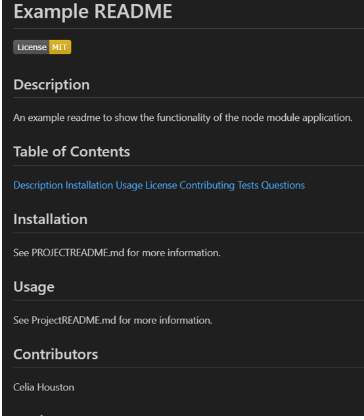 Example README
License MIT
Description
An example readme to show the functionality of the node module application.
Table of Contents
Description Installation Usage License Contributing Tests Questions
Installation
See PROJECTREADME.md for more information.
Usage
See ProjectREADME.md for more information.
Contributors
Celia Houston